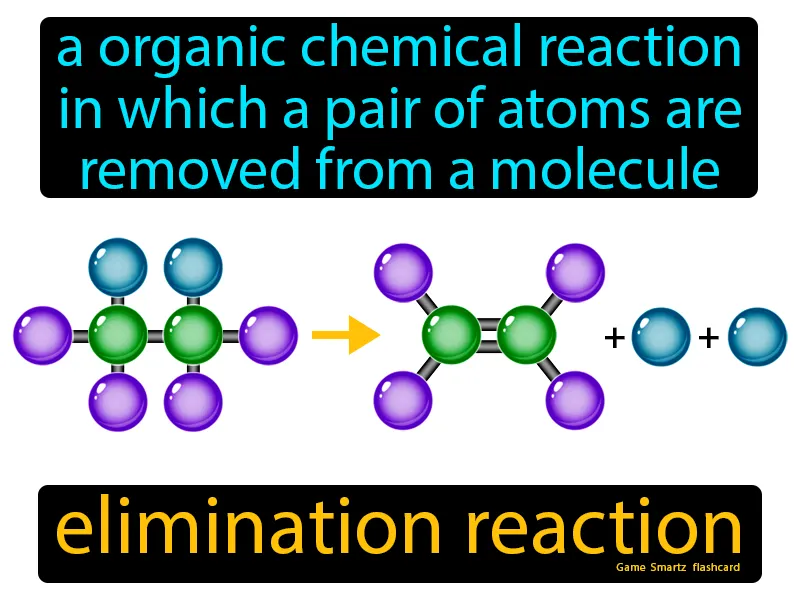 a organic chemical reaction
in which a pair of atoms are
removed from a molecule
+ +
elimination reaction
Game Smartz flashcard